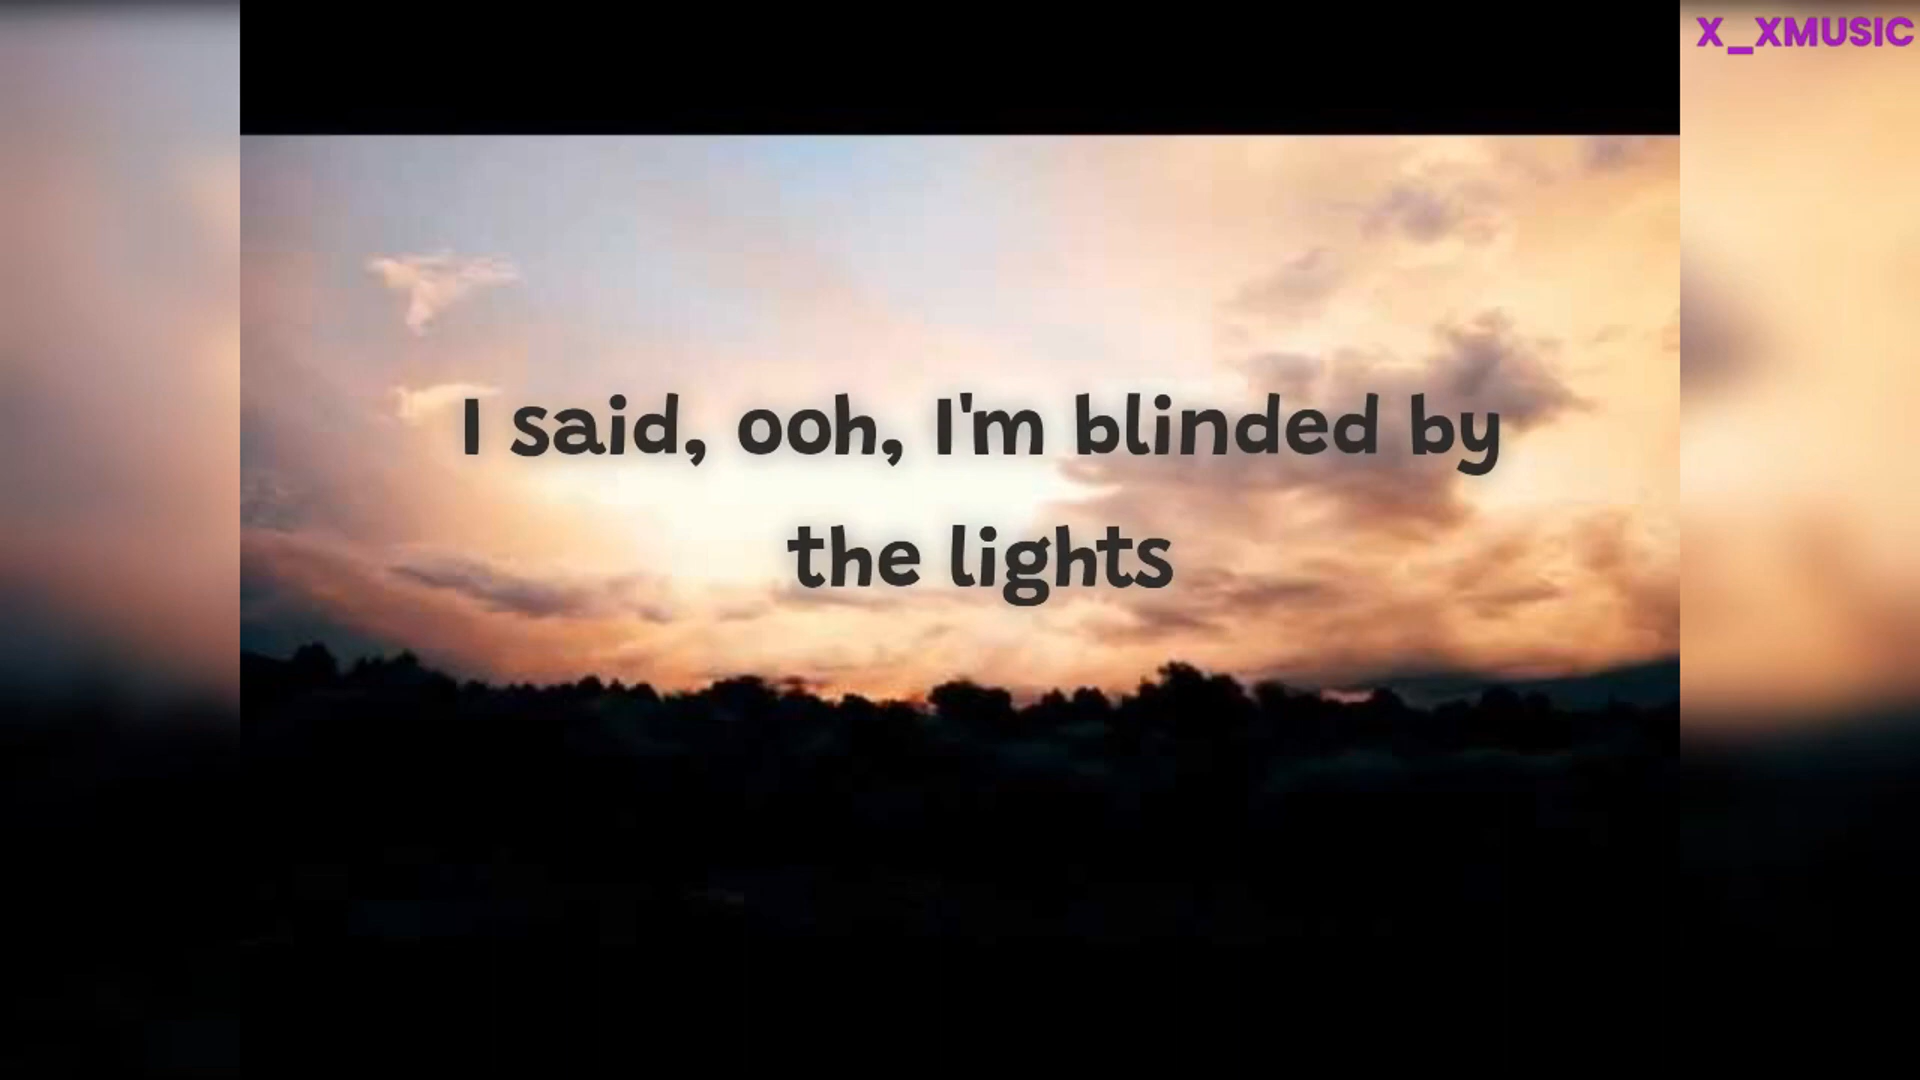 X_XMUSIC
I said, ooh, I'm blinded by
the lights